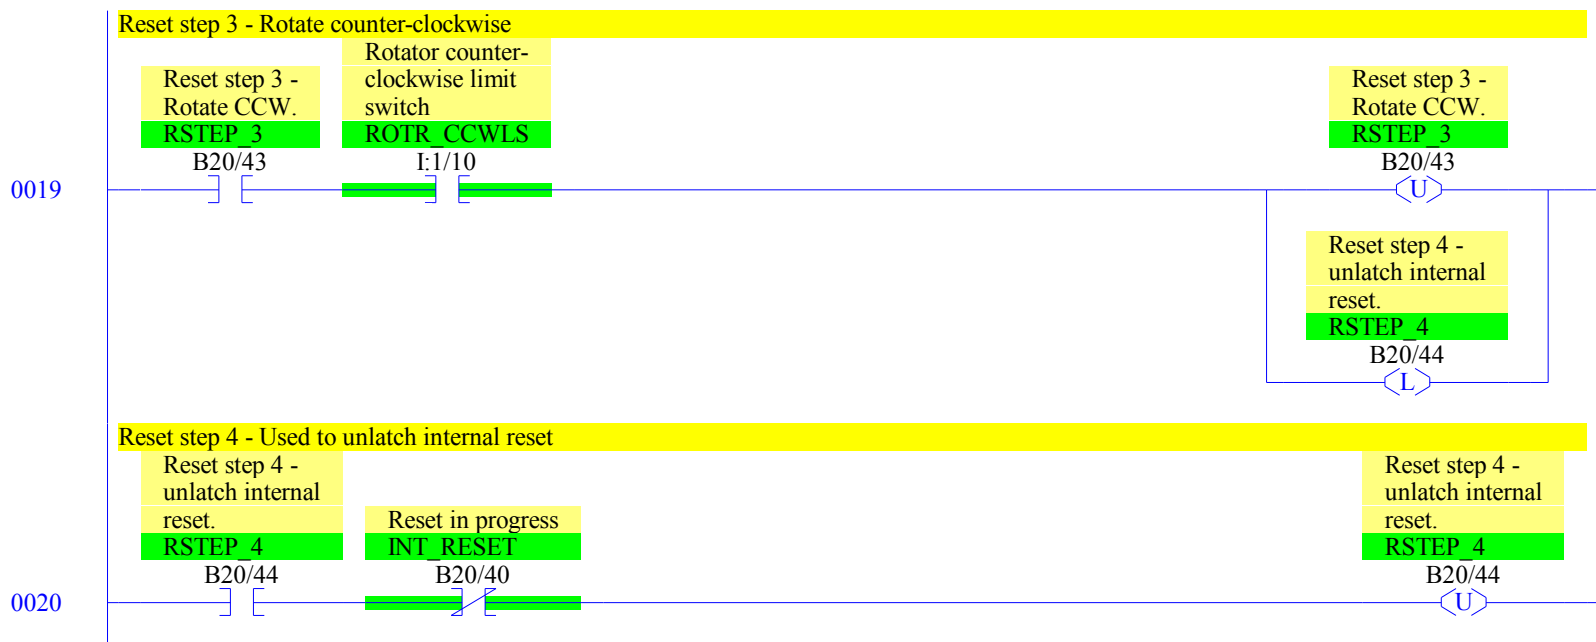 Reset step 3 - Rotate counter-clockwise
Reset step 3 -
Rotate CCW.
RSTEP_3
B20/43
Rotator counter-
clockwise limit
switch
ROTR_CCWLS
I:1/10
Reset step 3 -
Rotate CCW.
RSTEP_3
B20/43
0019
U
Reset step 4 -
unlatch internal
reset.
RSTEP_4
B20/44
L
Reset step 4 - Used to unlatch internal reset
Reset step 4 -
unlatch internal
reset.
RSTEP_4
B20/44
Reset in progress
INT_RESET
B20/40
Reset step 4 -
unlatch internal
reset.
RSTEP_4
B20/44
0020
U